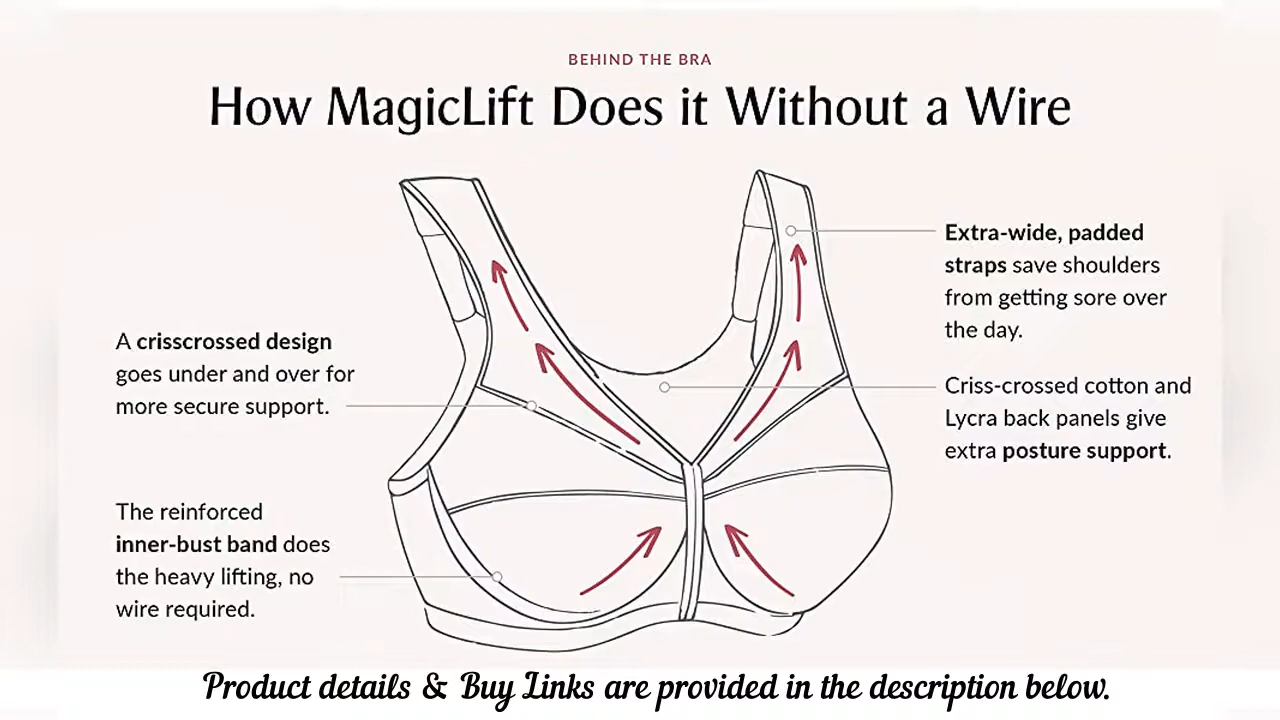 BEHIND THE BRA
How MagicLift Does it Without a Wire
A crisscrossed design
goes under and over for
more secure support.
The reinforced
inner-bust band does
the heavy lifting, no
wire required.
Extra-wide, padded
straps save shoulders
from getting sore over
the day.
Criss-crossed cotton and
Lycra back panels give
extra posture support.
Product details & Buy Links are provided in the description below.